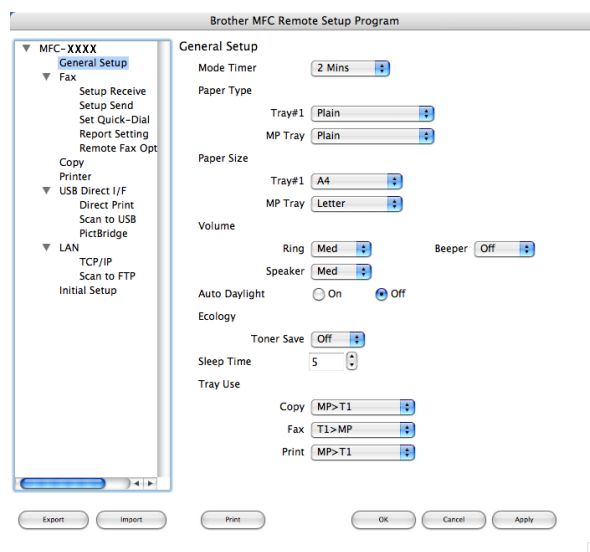 Brother MFC Remote Setup Program
MFC-XXXX
General Setup
Fax
Setup Receive
Setup Send
Set Quick-Dial
Report Setting
Remote Fax Opt
Copy
Printer
USB Direct I/F
Direct Print
Scan to USB
PictBridge
LAN
TCP/IP
Scan to FTP
Initial Setup
General Setup
Mode Timer 2 Mins
Paper Type
Tray#1 Plain
MP Tray Plain
Paper Size
Tray#1 A4
MP Tray Letter
Volume
Ring Med Beeper Off
Speaker Med
Auto Daylight On Off
Ecology
Toner Save Off
Sleep Time 5
Tray Use
Copy MP>T1
Fax T1>MP
Print MP>T1
Export Import Print OK Cancel Apply